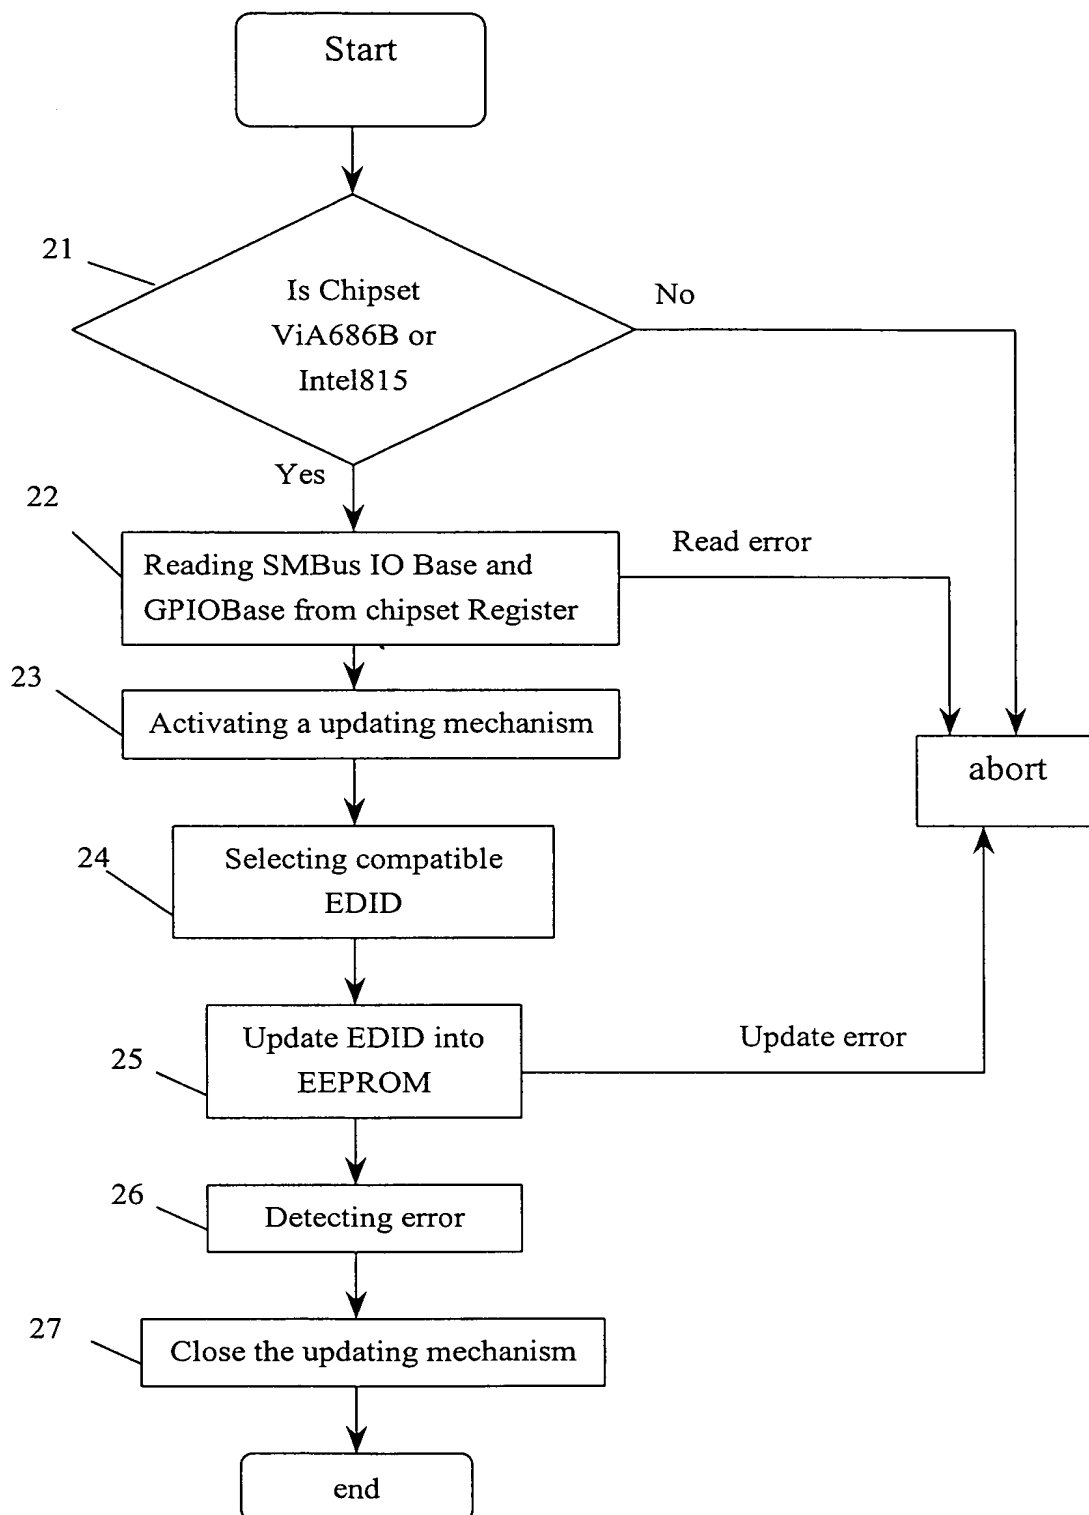 Start
21
Is Chipset
ViA686B or
Intel815
No
Yes
22
Reading SMBus IO Base and
GPIOBase from chipset Register
Read error
23
Activating a updating mechanism
abort
24
Selecting compatible
EDID
25
Update EDID into
EEPROM
Update error
26
Detecting error
27
Close the updating mechanism
end